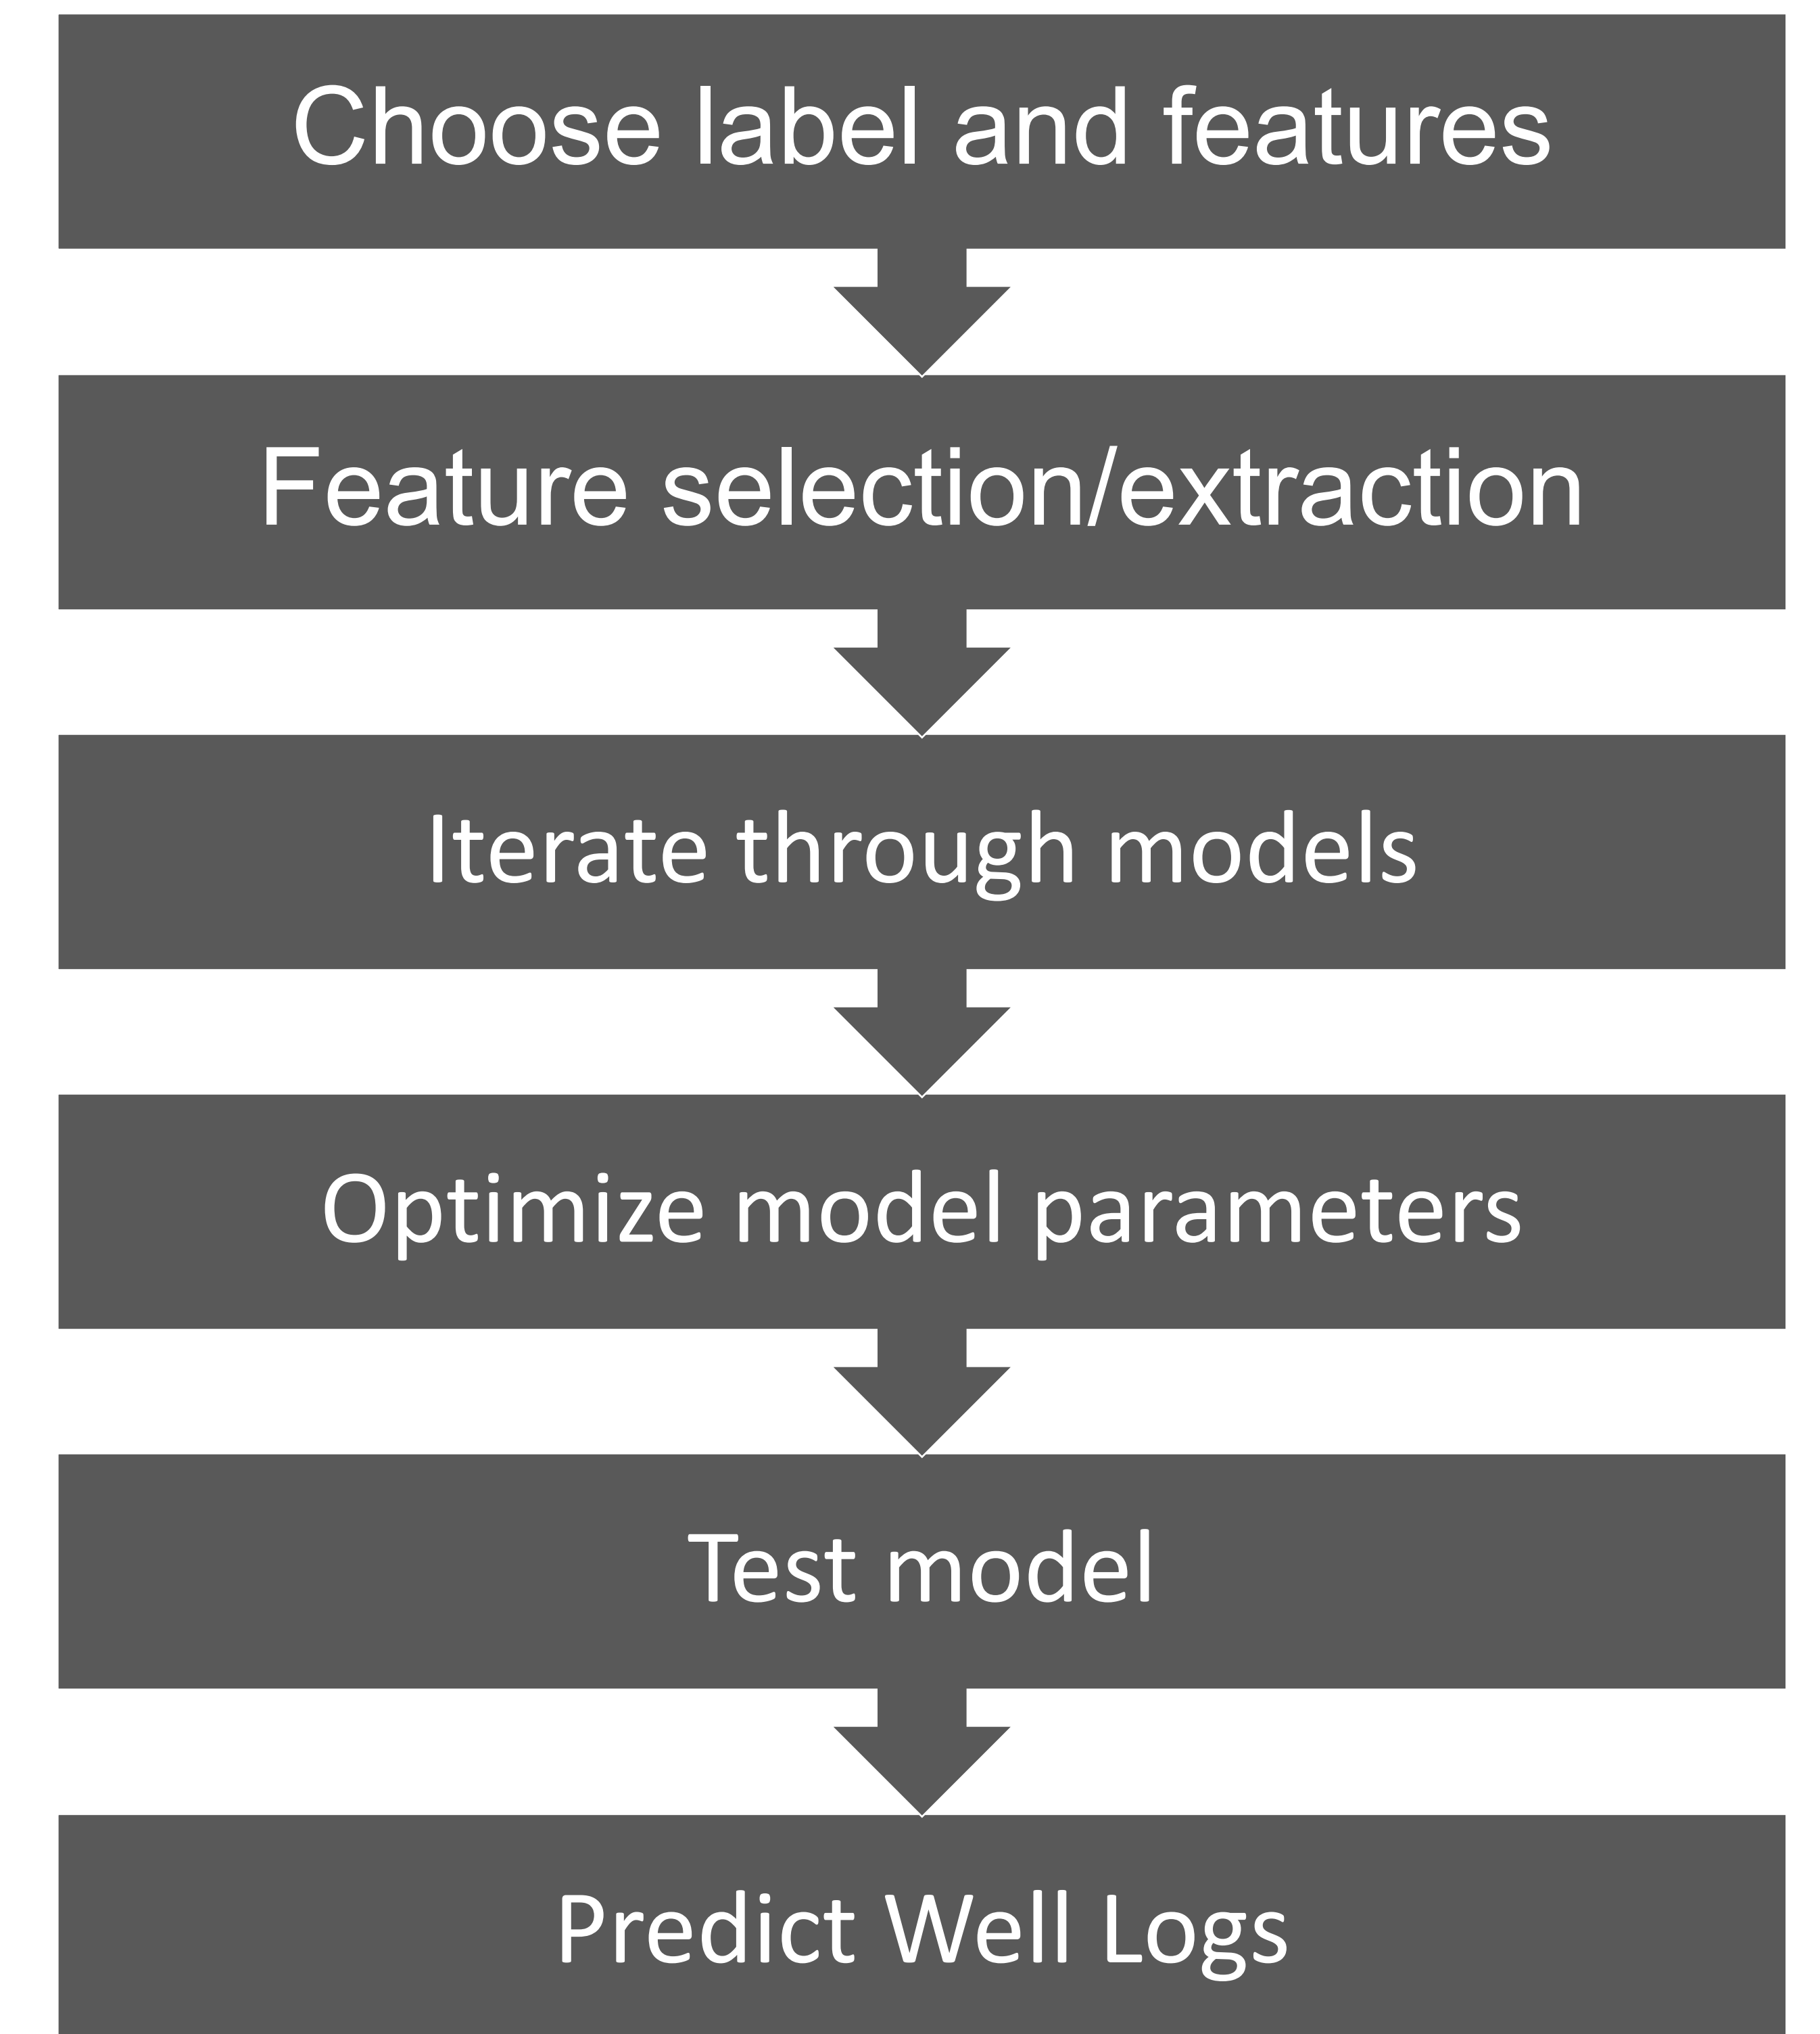 Choose label and features
Feature selection/extraction
Iterate through models
Optimize model parameters
Test model
Predict Well Logs